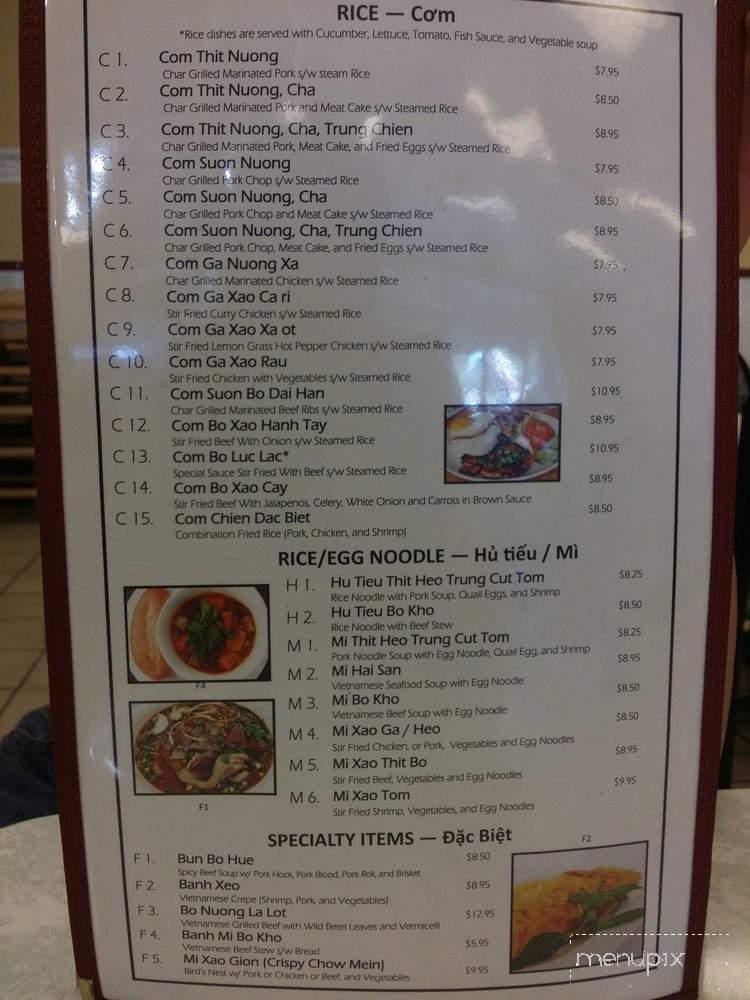 RICE — Cơm
*Rice dishes are served with Cucumber, Lettuce, Tomato, Fish Sauce, and Vegetable soup
C 1. Com Thit Nuong $7.95
Char Grilled Marinated Pork s/w steam Rice
C 2. Com Thit Nuong, Cha $8.50
Char Grilled Marinated Pork and Meat Cake s/w Steamed Rice
C 3. Com Thit Nuong, Cha, Trung Chien $8.95
Char Grilled Marinated Pork, Meat Cake, and Fried Eggs s/w Steamed Rice
C 4. Com Suon Nuong $7.95
Char Grilled Pork Chop s/w Steamed Rice
C 5. Com Suon Nuong, Cha $8.50
Char Grilled Pork Chop and Meat Cake s/w Steamed Rice
C 6. Com Suon Nuong, Cha, Trung Chien $8.95
Char Grilled Pork Chop, Meat Cake, and Fried Eggs s/w Steamed Rice
C 7. Com Ga Nuong Xa $7.95
Char Grilled Marinated Chicken s/w Steamed Rice
C 8. Com Ga Xao Ca ri $7.95
Stir Fried Curry Chicken s/w Steamed Rice
C 9. Com Ga Xao Xa ot $7.95
Stir Fried Lemon Grass Hot Pepper Chicken s/w Steamed Rice
C 10. Com Ga Xao Rau $7.95
Stir Fried Chicken with Vegetables s/w Steamed Rice
C 11. Com Suon Bo Dai Han $10.95
Char Grilled Marinated Beef Ribs s/w Steamed Rice
C 12. Com Bo Xao Hanh Tay $8.95
Stir Fried Beef With Onion s/w Steamed Rice
C 13. Com Bo Luc Lac* $10.95
Special Sauce Stir Fried With Beef s/w Steamed Rice
C 14. Com Bo Xao Cay $8.95
Stir Fried Beef With Jalapenos, Celery, White Onion and Carrots in Brown Sauce
C 15. Com Chien Dac Biet $8.50
Combination Fried Rice (Pork, Chicken, and Shrimp)
RICE/EGG NOODLE — Hủ tiếu / Mì
H 1. Hu Tieu Thit Heo Trung Cut Tom $8.25
Rice Noodle with Pork Soup, Quail Eggs, and Shrimp
H 2. Hu Tieu Bo Kho $8.50
Rice Noodle with Beef Stew
M 1. Mi Thit Heo Trung Cut Tom $8.25
Pork Noodle Soup with Egg Noodle, Quail Egg, and Shrimp
M 2. Mi Hai San $8.95
Vietnamese Seafood Soup with Egg Noodle
M 3. Mi Bo Kho $8.50
Vietnamese Beef Soup with Egg Noodle
M 4. Mi Xao Ga / Heo $8.50
Stir Fried Chicken, or Pork, Vegetables and Egg Noodles
M 5. Mi Xao Thit Bo $8.95
Stir Fried Beef, Vegetables and Egg Noodles
M 6. Mi Xao Tom $9.95
Stir Fried Shrimp, Vegetables, and Egg Noodles
F4
F1
SPECIALTY ITEMS — Đặc Biệt
F2
F 1. Bun Bo Hue $8.50
Spicy Beef Soup w/ Pork Hock, Pork Blood, Pork Roll, and Brisket
F 2. Banh Xeo $8.95
Vietnamese Crepe (Shrimp, Pork, and Vegetables)
F 3. Bo Nuong La Lot $12.95
Vietnamese Grilled Beef with Wild Betel Leaves and Vermicelli
F 4. Banh Mi Bo Kho $5.95
Vietnamese Beef Stew s/w Bread
F 5. Mi Xao Gion (Crispy Chow Mein) $9.95
Bird's Nest w/ Pork or Chicken or Beef, and Vegetables
menupix